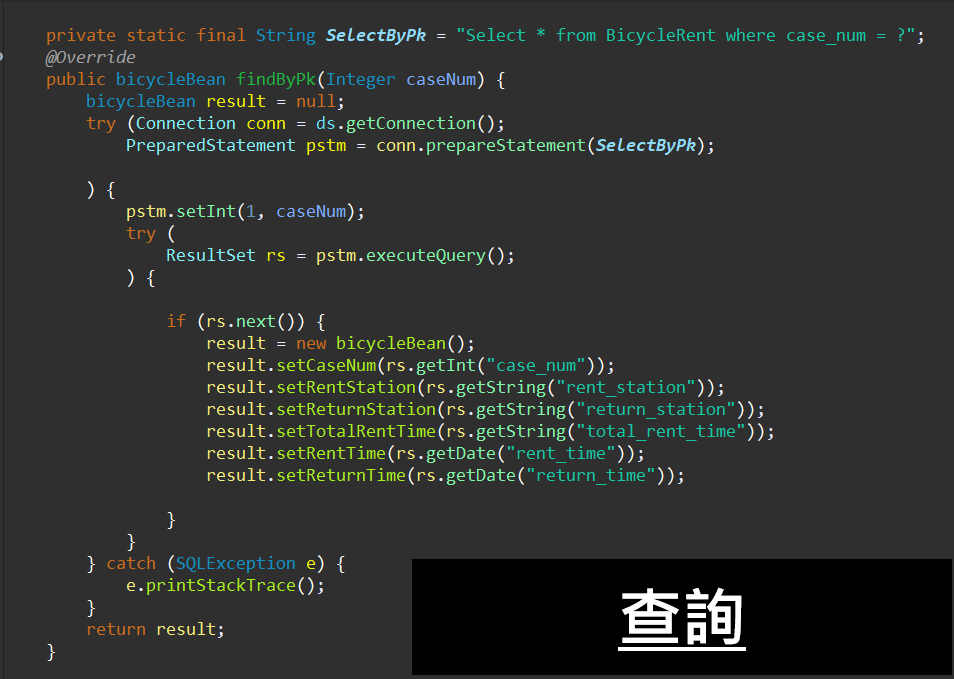 private static final String SelectByPk = "Select * from BicycleRent where case_num = ?";
@Override
public bicycleBean findByPk(Integer caseNum) {
    bicycleBean result = null;
    try (Connection conn = ds.getConnection();
        PreparedStatement pstm = conn.prepareStatement(SelectByPk);
    ) {
        pstm.setInt(1, caseNum);
        try (
            ResultSet rs = pstm.executeQuery();
        ) {
            if (rs.next()) {
                result = new bicycleBean();
                result.setCaseNum(rs.getInt("case_num"));
                result.setRentStation(rs.getString("rent_station"));
                result.setReturnStation(rs.getString("return_station"));
                result.setTotalRentTime(rs.getString("total_rent_time"));
                result.setRentTime(rs.getDate("rent_time"));
                result.setReturnTime(rs.getDate("return_time"));
            }
        }
    } catch (SQLException e) {
        e.printStackTrace();
    }
    return result;
}
查詢